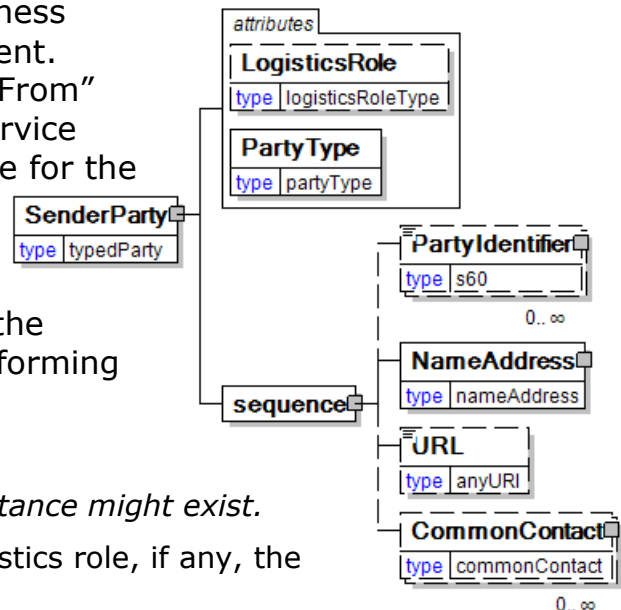 ness
ent.
From”
rvice
e for the
the
forming
tance might exist.
stics role, if any, the
attributes
LogisticsRole
type logisticsRoleType
PartyType
type partyType
SenderParty
type typedParty
sequence
PartyIdentifier
type s60
0.. ∞
NameAddress
type nameAddress
URL
type anyURI
CommonContact
type commonContact
0.. ∞